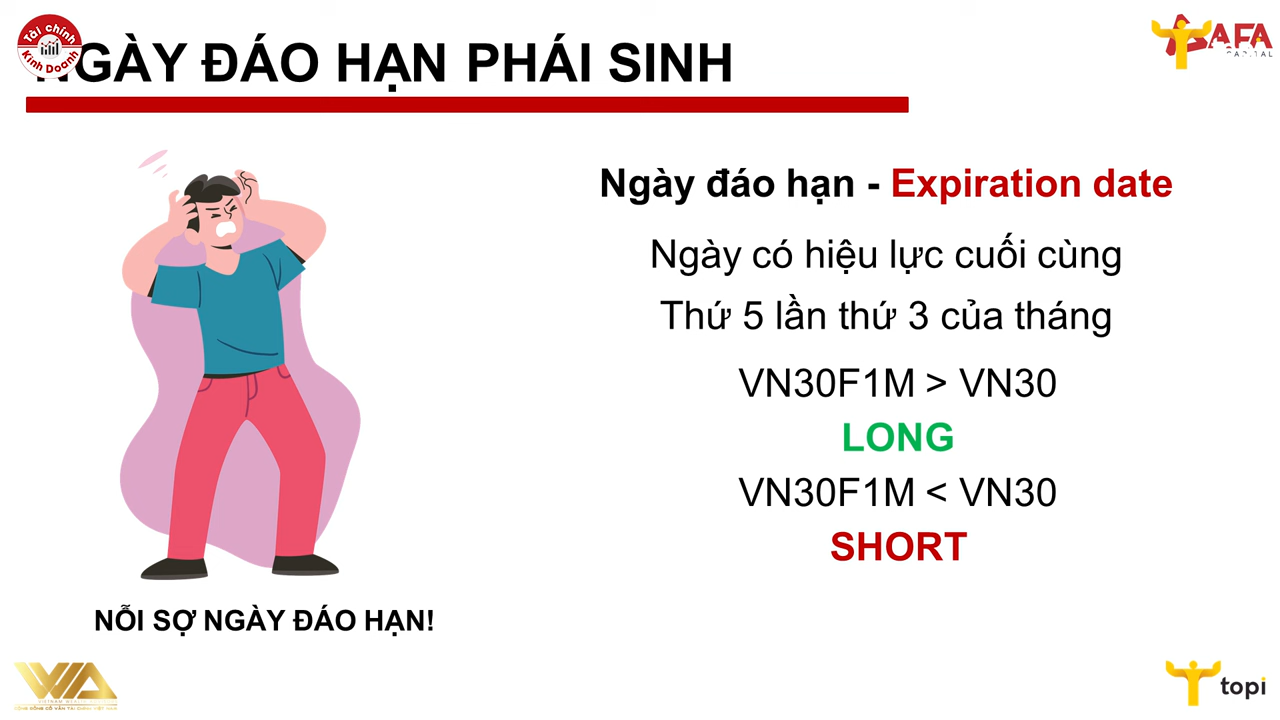 Tài chính
Kinh Doanh
NGÀY ĐÁO HẠN PHÁI SINH
AFA
CAPITAL
Ngày đáo hạn - Expiration date
Ngày có hiệu lực cuối cùng
Thứ 5 lần thứ 3 của tháng
VN30F1M > VN30
LONG
VN30F1M < VN30
SHORT
NỖI SỢ NGÀY ĐÁO HẠN!
topi